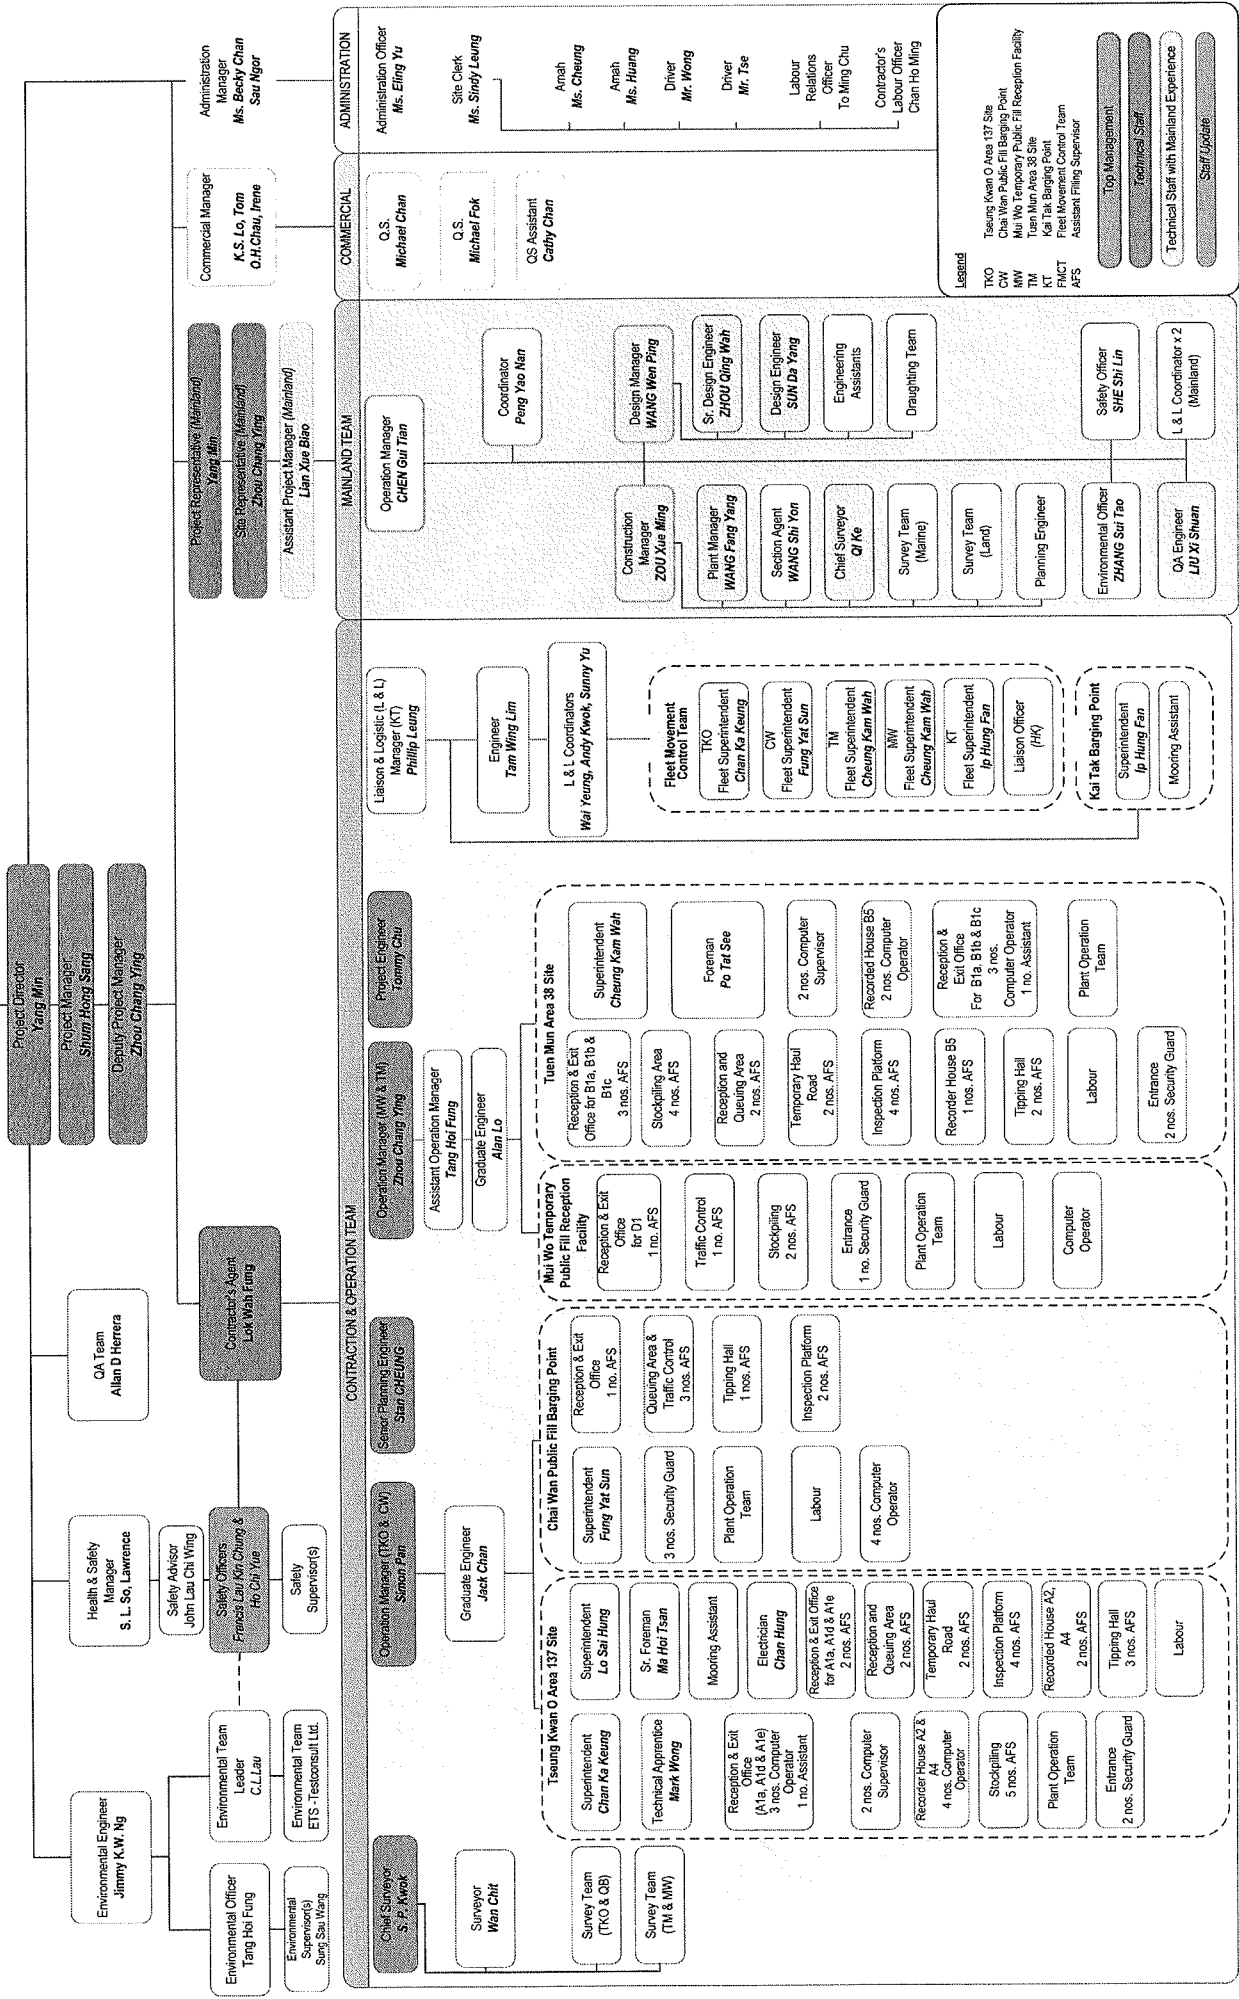 Project Director
Yang Min
Project Manager
Shum Hong Sang
Deputy Project Manager
Zhou Chang Ying
Environmental Engineer
Jimmy K.W. Ng
Environmental Officer
Tang Hoi Fung
Environmental
Supervisor(s)
Sung Sau Wang
Environmental Team
Leader
C.L.Lau
Environmental Team
ETS -Testconsult Ltd.
Health & Safety
Manager
S. L. So, Lawrence
Safety Advisor
John Lau Chi Wing
Safety Officers
Francis Lau Kin Chung &
Ho Chi Yue
Safety
Supervisor(s)
QA Team
Allan D Herrera
Contractor's Agent
Lok Wah Fung
Project Representative (Mainland)
Yang Min
Site Representative (Mainland)
Zhou Chang Ying
Assistant Project Manager (Mainland)
Lian Xue Biao
Commercial Manager
K.S. Lo, Tom
O.H.Chau, Irene
Administration
Manager
Ms. Becky Chan
Sau Ngor
CONTRACTION & OPERATION TEAM
Chief Surveyor
S. P. Kwok
Surveyor
Wan Chit
Survey Team
(TKO & QB)
Survey Team
(TM & MW)
Operation Manager (TKO & CW)
Simon Pan
Graduate Engineer
Jack Chan
Senior Planning Engineer
Stan CHEUNG
Operation Manager (MW & TM)
Zhou Chang Ying
Assistant Operation Manager
Tang Hoi Fung
Graduate Engineer
Alan Lo
Project Engineer
Tommy Chu
Tseung Kwan O Area 137 Site
Superintendent
Chan Ka Keung
Technical Apprentice
Mark Wong
Reception & Exit
Office
(A1a, A1d & A1e)
3 nos. Computer
Operator
1 no. Assistant
2 nos. Computer
Supervisor
Recorder House A2 &
A4
4 nos. Computer
Operator
Stockpiling
5 nos. AFS
Plant Operation
Team
Entrance
2 nos. Security Guard
Superintendent
Lo Sai Hung
Sr. Foreman
Ma Hoi Tsan
Mooring Assistant
Electrician
Chan Hung
Reception & Exit Office
for A1a, A1d & A1e
2 nos. AFS
Reception and
Queuing Area
2 nos. AFS
Temporary Haul
Road
2 nos. AFS
Inspection Platform
4 nos. AFS
Recorded House A2,
A4
2 nos. AFS
Tipping Hall
3 nos. AFS
Labour
Chai Wan Public Fill Barging Point
Superintendent
Fung Yat Sun
3 nos. Security Guard
Plant Operation
Team
Labour
4 nos. Computer
Operator
Reception & Exit
Office
1 no. AFS
Queuing Area &
Traffic Control
3 nos. AFS
Tipping Hall
1 nos. AFS
Inspection Platform
2 nos. AFS
Mui Wo Temporary
Public Fill Reception
Facility
Reception & Exit
Office
for D1
1 no. AFS
Traffic Control
1 no. AFS
Stockpiling
2 nos. AFS
Entrance
1 no. Security Guard
Plant Operation
Team
Labour
Computer
Operator
Tuen Mun Area 38 Site
Reception & Exit
Office for B1a, B1b &
B1c
3 nos. AFS
Stockpiling Area
4 nos. AFS
Reception and
Queuing Area
2 nos. AFS
Temporary Haul
Road
2 nos. AFS
Inspection Platform
4 nos. AFS
Recorder House B5
1 nos. AFS
Tipping Hall
2 nos. AFS
Labour
Entrance
2 nos. Security Guard
Superintendent
Cheung Kam Wah
Foreman
Po Tat See
2 nos. Computer
Supervisor
Recorded House B5
2 nos. Computer
Operator
Reception &
Exit Office
For B1a, B1b & B1c
3 nos.
Computer Operator
1 no. Assistant
Plant Operation
Team
Liaison & Logistic (L & L)
Manager (KT)
Phillip Leung
Engineer
Tam Wing Lim
L & L Coordinators
Wai Yeung, Andy Kwok, Sunny Yu
Fleet Movement
Control Team
TKO
Fleet Superintendent
Chan Ka Keung
CW
Fleet Superintendent
Fung Yat Sun
TM
Fleet Superintendent
Cheung Kam Wah
MW
Fleet Superintendent
Cheung Kam Wah
KT
Fleet Superintendent
Ip Hung Fan
Liaison Officer
(HK)
Kai Tak Barging Point
Superintendent
Ip Hung Fan
Mooring Assistant
MAINLAND TEAM
Operation Manager
CHEN Gui Tian
Coordinator
Peng Yao Nan
Construction
Manager
ZOU Xue Ming
Plant Manager
WANG Fang Yang
Section Agent
WANG Shi Yon
Chief Surveyor
QI Ke
Survey Team
(Marine)
Survey Team
(Land)
Planning Engineer
Environmental Officer
ZHANG Sui Tao
QA Engineer
LIU Xi Shuan
Design Manager
WANG Wen Ping
Sr. Design Engineer
ZHOU Qing Wah
Design Engineer
SUN Da Yang
Engineering
Assistants
Draughting Team
Safety Officer
SHE Shi Lin
L & L Coordinator x 2
(Mainland)
COMMERCIAL
Q.S.
Michael Chan
Q.S.
Michael Fok
QS Assistant
Cathy Chan
ADMINISTRATION
Administration Officer
Ms. Eling Yu
Site Clerk
Ms. Sindy Leung
Amah
Ms. Cheung
Amah
Ms. Huang
Driver
Mr. Wong
Driver
Mr. Tse
Labour
Relations
Officer
To Ming Chu
Contractor's
Labour Officer
Chan Ho Ming
Legend
TKO Tseung Kwan O Area 137 Site
CW Chai Wan Public Fill Barging Point
MW Mui Wo Temporary Public Fill Reception Facility
TM Tuen Mun Area 38 Site
KT Kai Tak Barging Point
FMCT Fleet Movement Control Team
AFS Assistant Filling Supervisor
Top Management
Technical Staff
Technical Staff with Mainland Experience
Staff Update